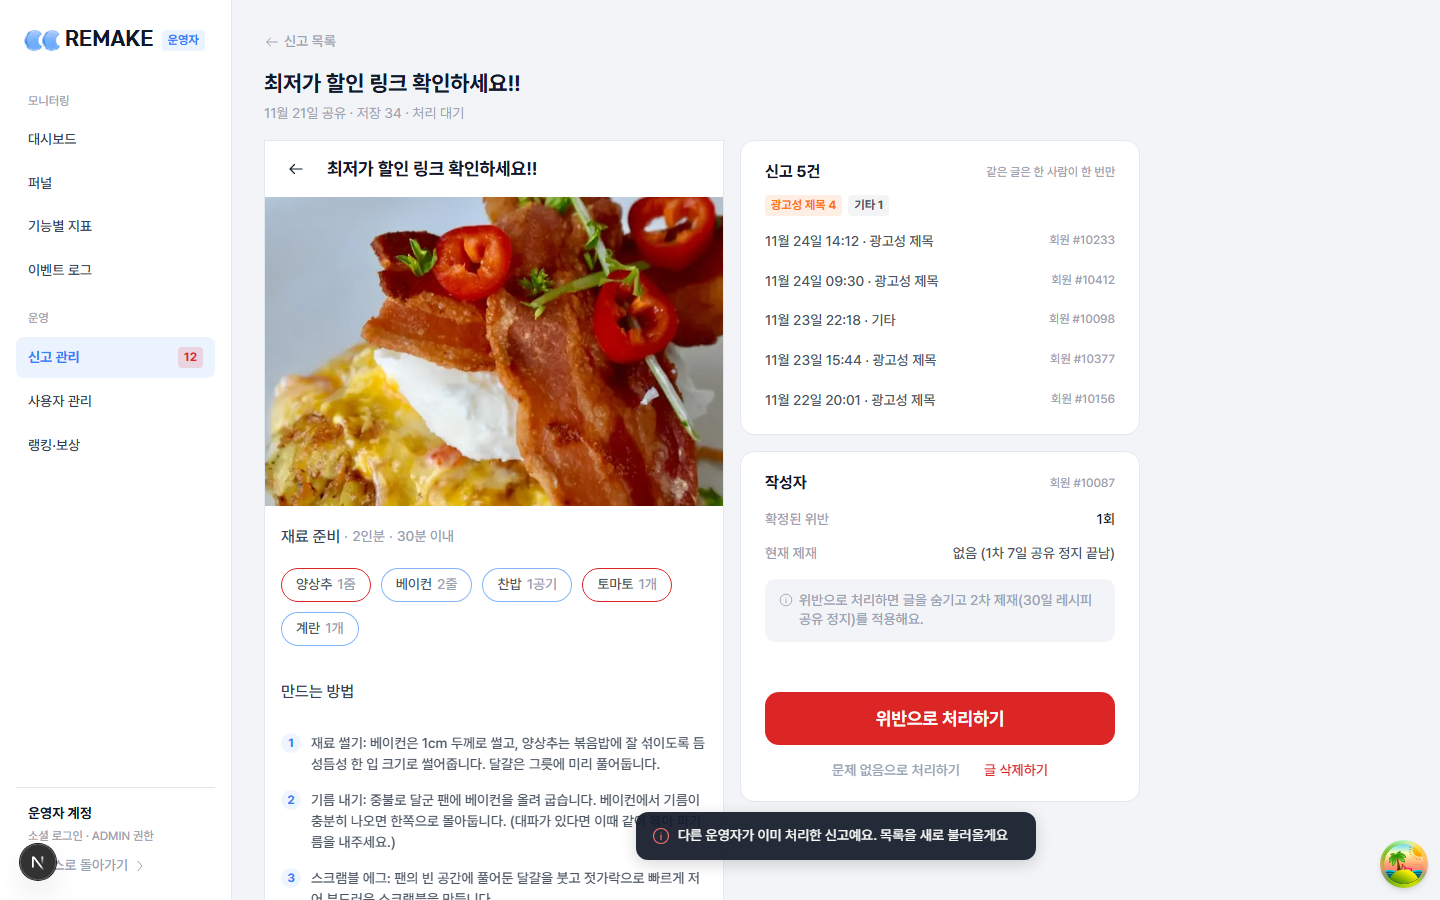 REMAKE 운영자
모니터링
대시보드
퍼널
기능별 지표
이벤트 로그
운영
신고 관리 12
사용자 관리
랭킹·보상
운영자 계정
소셜 로그인 · ADMIN 권한
스로 돌아가기
N
← 신고 목록
최저가 할인 링크 확인하세요!!
11월 21일 공유 · 저장 34 · 처리 대기
← 최저가 할인 링크 확인하세요!!
재료 준비 · 2인분 · 30분 이내
양상추 1줌 베이컨 2줄 찬밥 1공기 토마토 1개
계란 1개
만드는 방법
1 재료 썰기: 베이컨은 1cm 두께로 썰고, 양상추는 볶음밥에 잘 섞이도록 듬
성듬성 한 입 크기로 썰어줍니다. 달걀은 그릇에 미리 풀어둡니다.
2 기름 내기: 중불로 달군 팬에 베이컨을 올려 굽습니다. 베이컨에서 기름이
충분히 나오면 한쪽으로 몰아둡니다. (대파가 있다면 이때 같이
름을 내주세요.)
3 스크램블 에그: 팬의 빈 공간에 풀어둔 달걀을 붓고 젓가락으로 빠르게 저
신고 5건 같은 글은 한 사람이 한 번만
광고성 제목 4 기타 1
11월 24일 14:12 · 광고성 제목 회원 #10233
11월 24일 09:30 · 광고성 제목 회원 #10412
11월 23일 22:18 · 기타 회원 #10098
11월 23일 15:44 · 광고성 제목 회원 #10377
11월 22일 20:01 · 광고성 제목 회원 #10156
작성자 회원 #10087
확정된 위반 1회
현재 제재 없음 (1차 7일 공유 정지 끝남)
위반으로 처리하면 글을 숨기고 2차 제재(30일 레시피
공유 정지)를 적용해요.
위반으로 처리하기
문제 없음으로 처리하기 글 삭제하기
다른 운영자가 이미 처리한 신고예요. 목록을 새로 불러올게요